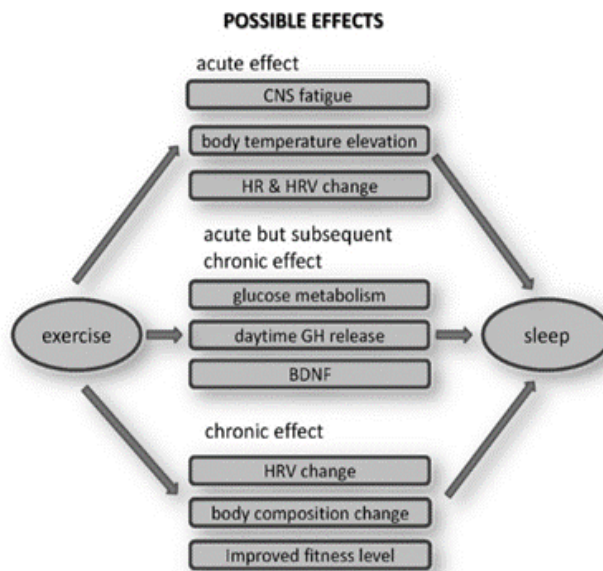 POSSIBLE EFFECTS
acute effect
CNS fatigue
body temperature elevation
HR & HRV change
acute but subsequent
chronic effect
glucose metabolism
exercise
daytime GH release
sleep
BDNF
chronic effect
HRV change
body composition change
Improved fitness level